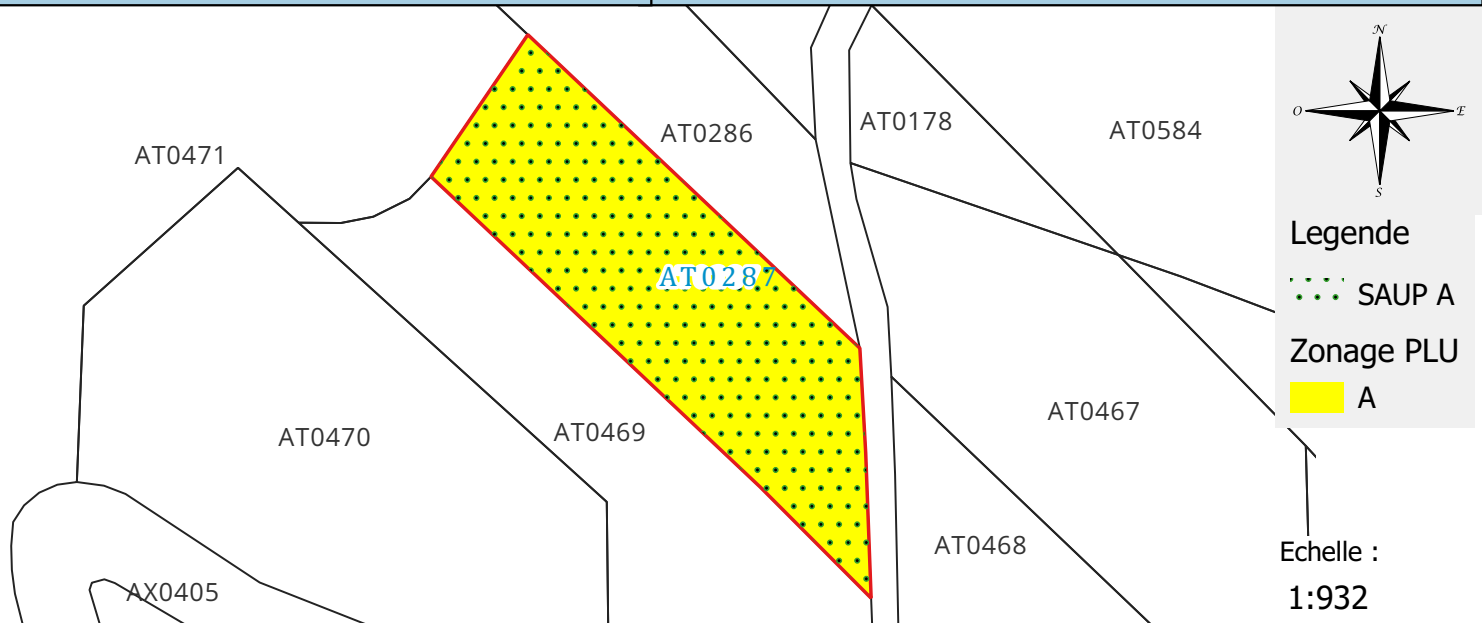 N
O
E
S
AT0286
AT0178
AT0584
AT0471
Legende
AT0287
SAUP A
Zonage PLU
A
AT0467
AT0469
AT0470
AT0468
Echelle :
AX0405
1:932